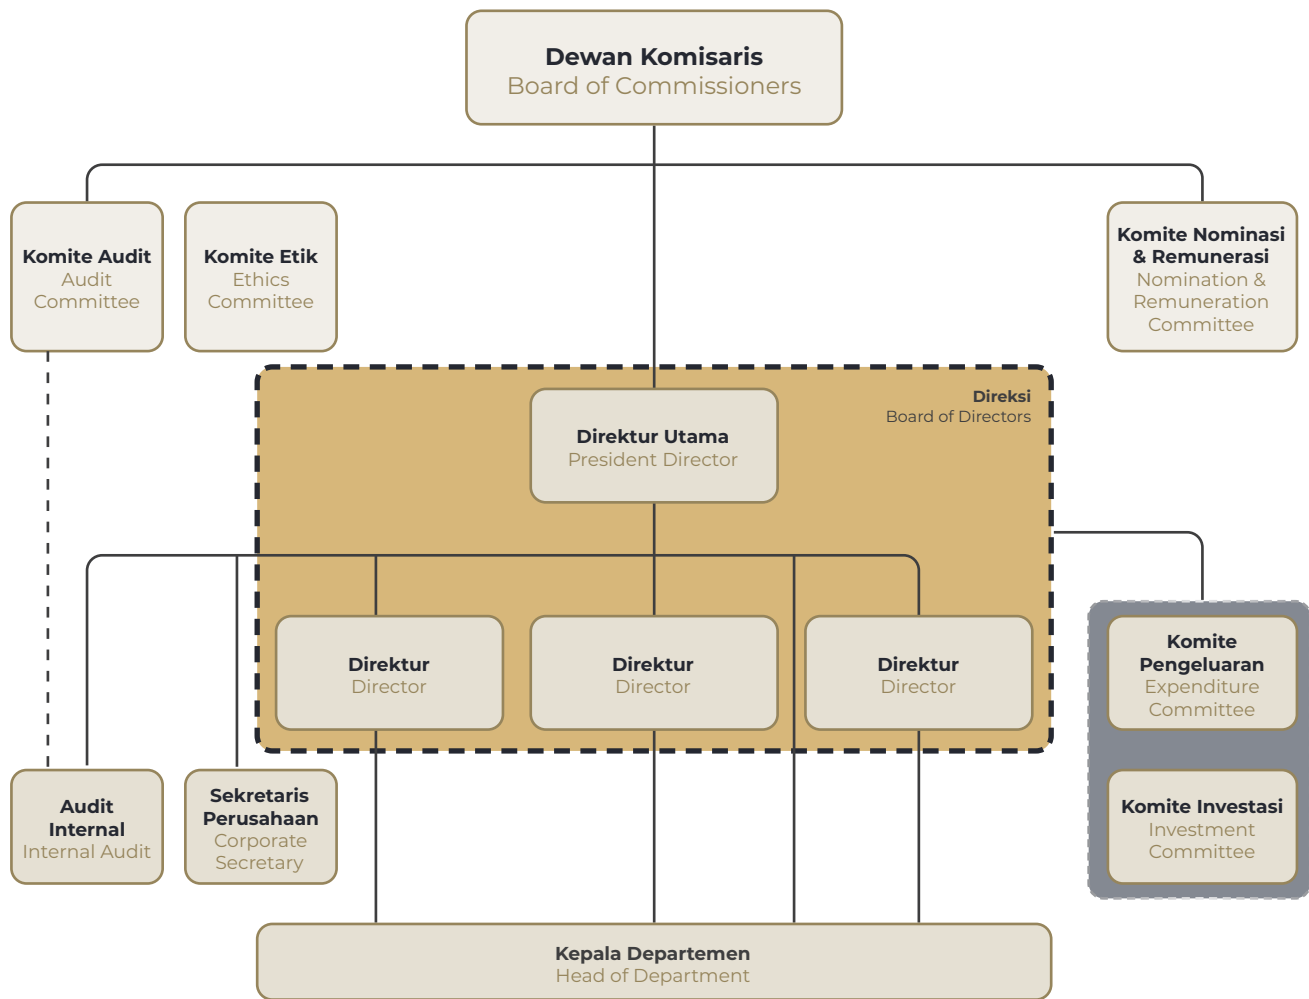 Dewan Komisaris
Board of Commissioners
Komite Audit
Audit
Committee
Komite Etik
Ethics
Committee
Komite Nominasi
& Remunerasi
Nomination &
Remuneration
Committee
Direksi
Board of Directors
Direktur Utama
President Director
Direktur
Director
Direktur
Director
Direktur
Director
Komite
Pengeluaran
Expenditure
Committee
Audit
Internal
Internal Audit
Sekretaris
Perusahaan
Corporate
Secretary
Komite Investasi
Investment
Committee
Kepala Departemen
Head of Department